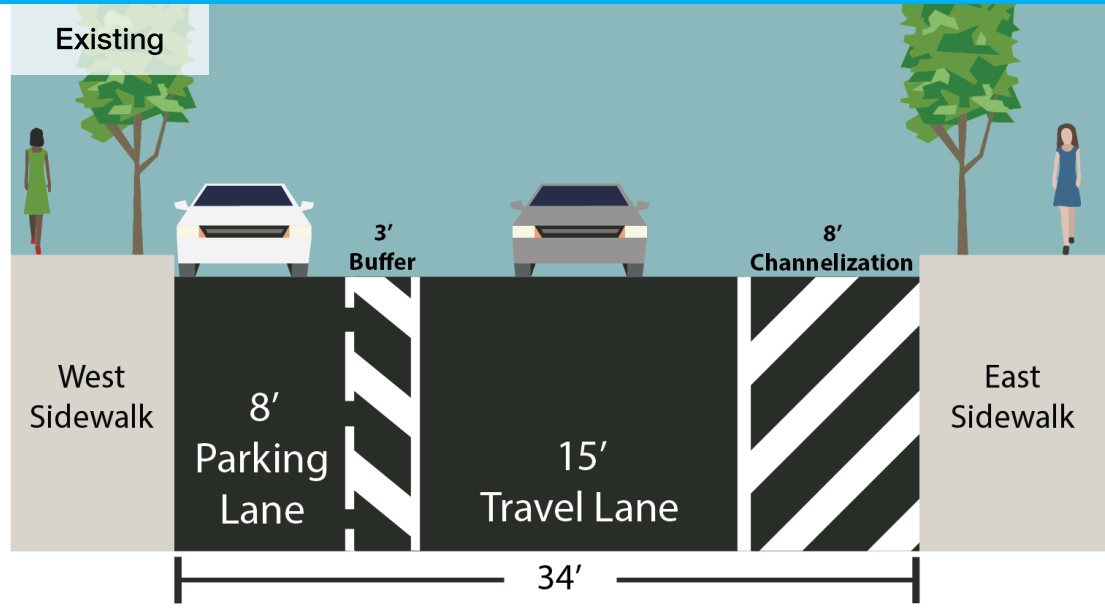 Existing
3’
Buffer
8’
Channelization
West
Sidewalk
8’
Parking
Lane
15’
Travel Lane
East
Sidewalk
34’